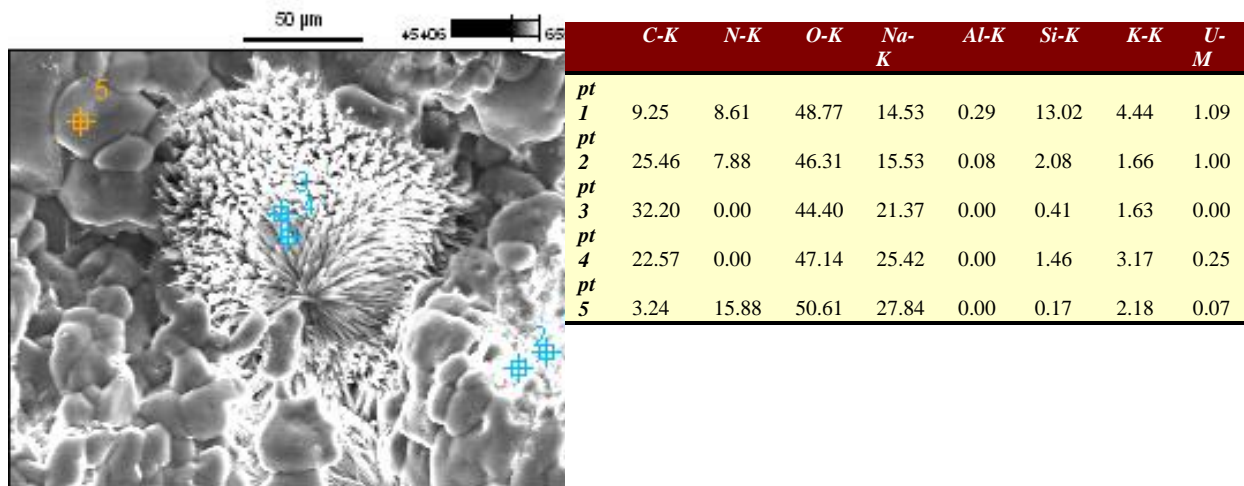 50 µm
+5+06 655
C-K N-K O-K Na-K Al-K Si-K K-K U-M
pt 1 9.25 8.61 48.77 14.53 0.29 13.02 4.44 1.09
pt 2 25.46 7.88 46.31 15.53 0.08 2.08 1.66 1.00
pt 3 32.20 0.00 44.40 21.37 0.00 0.41 1.63 0.00
pt 4 22.57 0.00 47.14 25.42 0.00 1.46 3.17 0.25
pt 5 3.24 15.88 50.61 27.84 0.00 0.17 2.18 0.07
5
3
4
2